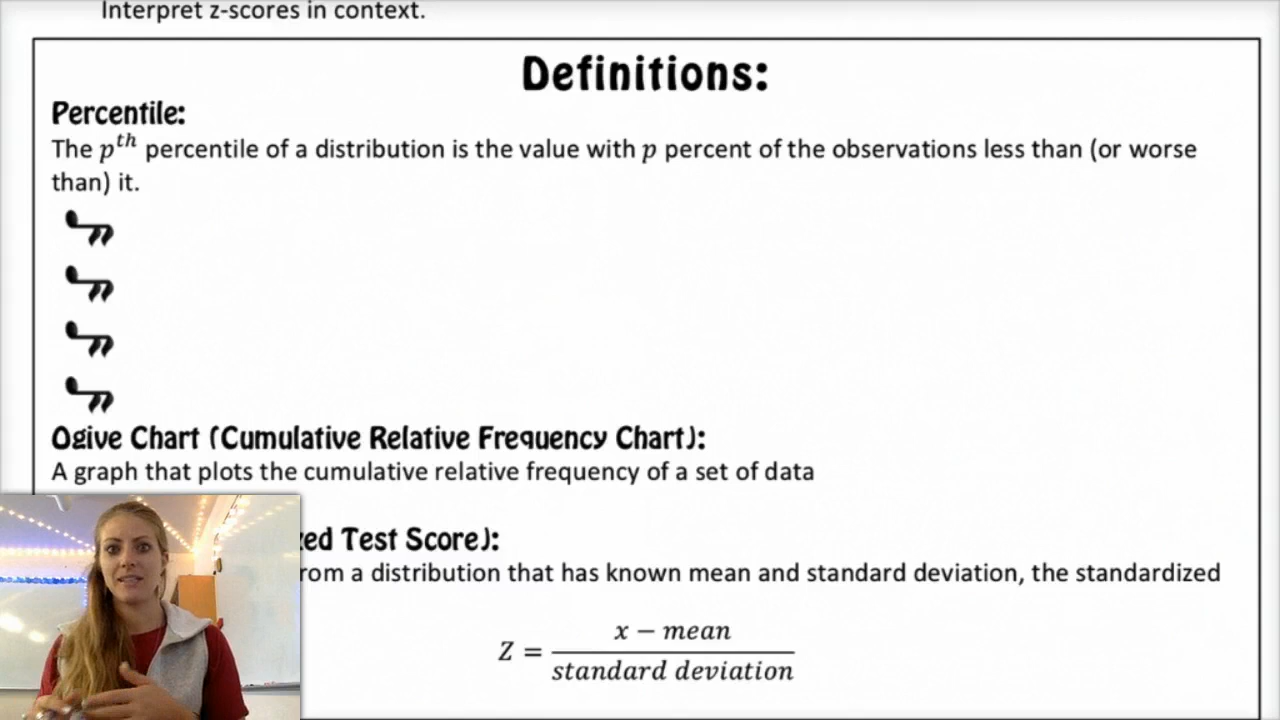 Interpret z-scores in context.
Definitions:
Percentile:
The pᵗʰ percentile of a distribution is the value with p percent of the observations less than (or worse
than) it.
Ogive Chart (Cumulative Relative Frequency Chart):
A graph that plots the cumulative relative frequency of a set of data
Test Score):
from a distribution that has known mean and standard deviation, the standardized
Z = x − mean
standard deviation